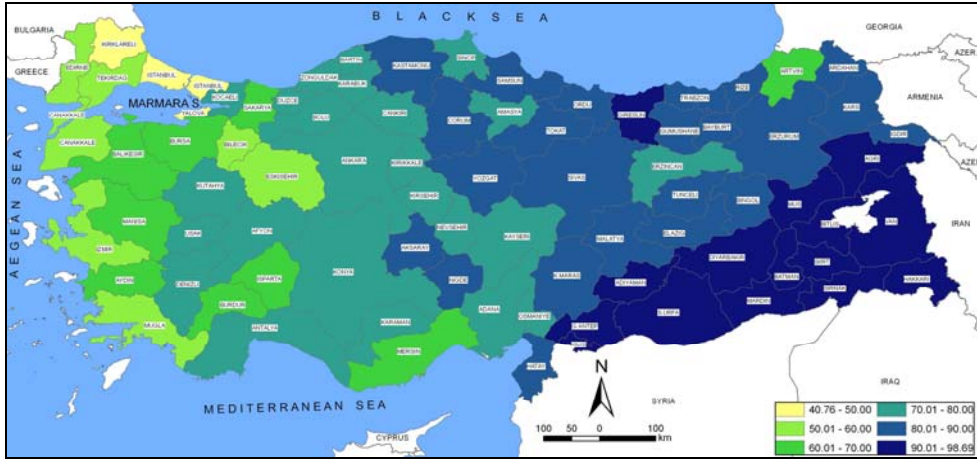 BLACK SEA
BULGARIA
GEORGIA
KIRKLARELI
AZER
EDIRNE
BARTIN
SINOP
KASTAMONU
ARTVIN
ARDAHAN
GREECE
TEKIRDAG
ISTANBUL
ZONGULDAK
KARABUK
SAMSUN
ISTANBUL
KOCAELI
DUZCE
RIZE
TRABZON
ARMENIA
MARMARA S.
SAKARYA
ORDU
KARS
YALOVA
AMASYA
GIRESUN
CANAKKALE
BOLU
CANKIRI
CORUM
TOKAT
GUMUSHANE
BAYBURT
ERZURUM
IGDIR
CANAKKALE
BURSA
BILECIK
BALIKESIR
ANKARA
KIRIKKALE
AGRI
AZER
ESKISEHIR
YOZGAT
SIVAS
ERZINCAN
KUTAHYA
TUNCELI
BINGOL
KIRSEHIR
MUS
AEGEAN SEA
MANISA
USAK
AFYON
NEVSEHIR
KAYSERI
MALATYA
ELAZIG
BITLIS
VAN
IRAN
IZMIR
AKSARAY
DIYARBAKIR
SIIRT
KONYA
ISPARTA
NIGDE
K.MARAS
ADIYAMAN
BATMAN
HAKKARI
AYDIN
DENIZLI
SIRNAK
BURDUR
MARDIN
ADANA
OSMANIYE
S.URFA
MUGLA
ANTALYA
KARAMAN
G.ANTEP
MERSIN
HATAY
N
MEDITERRANEAN SEA
SYRIA
IRAQ
CYPRUS
100 50 0 100
km
40.76 - 50.00
50.01 - 60.00
60.01 - 70.00
70.01 - 80.00
80.01 - 90.00
90.01 - 98.69